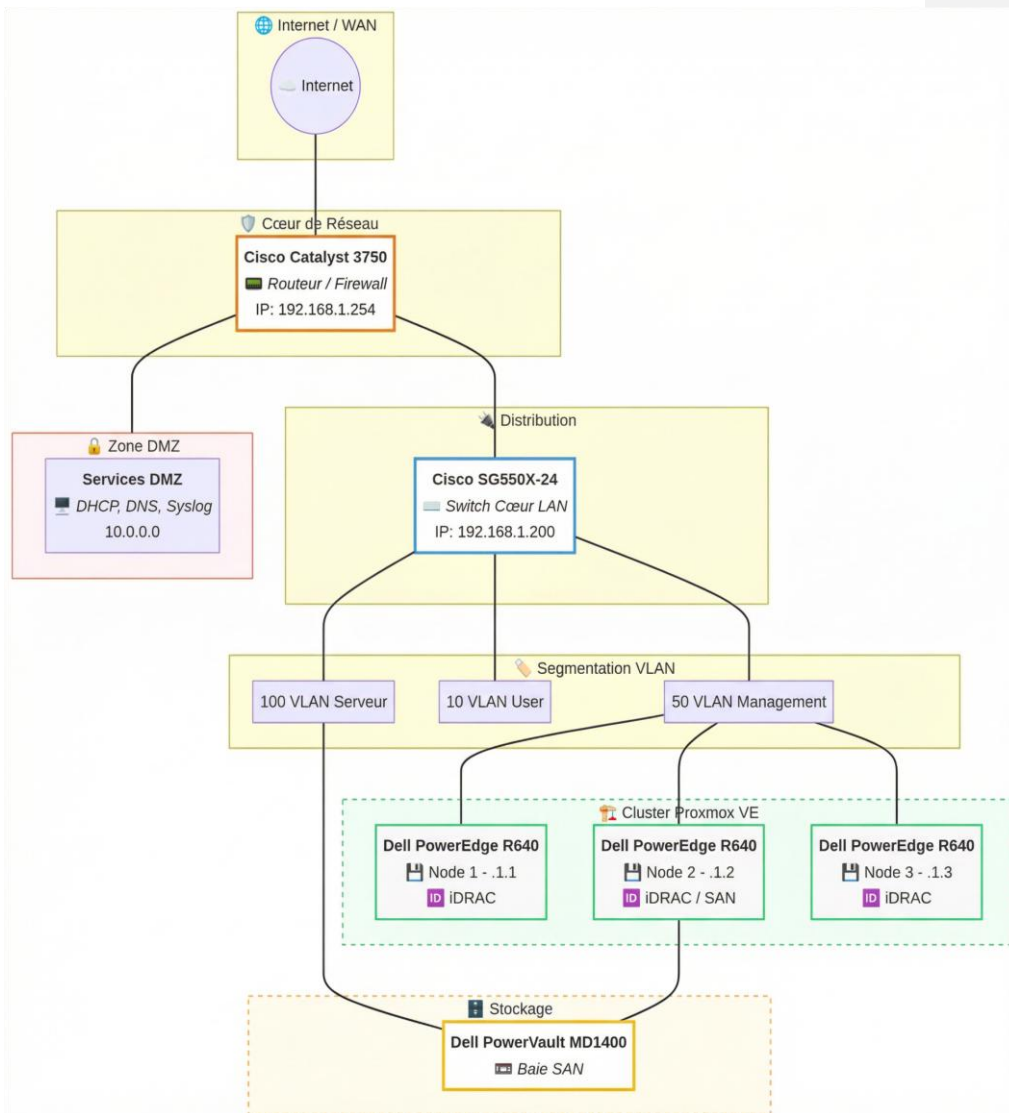 🌐 Internet / WAN
☁️ Internet
🛡️ Cœur de Réseau
Cisco Catalyst 3750
📟 Routeur / Firewall
IP: 192.168.1.254
🔌 Distribution
🔓 Zone DMZ
Services DMZ
🖥️ DHCP, DNS, Syslog
10.0.0.0
Cisco SG550X-24
⌨️ Switch Cœur LAN
IP: 192.168.1.200
🏷️ Segmentation VLAN
100 VLAN Serveur
10 VLAN User
50 VLAN Management
🏗️ Cluster Proxmox VE
Dell PowerEdge R640
💾 Node 1 - .1.1
🆔 iDRAC
Dell PowerEdge R640
💾 Node 2 - .1.2
🆔 iDRAC / SAN
Dell PowerEdge R640
💾 Node 3 - .1.3
🆔 iDRAC
🗄️ Stockage
Dell PowerVault MD1400
📼 Baie SAN